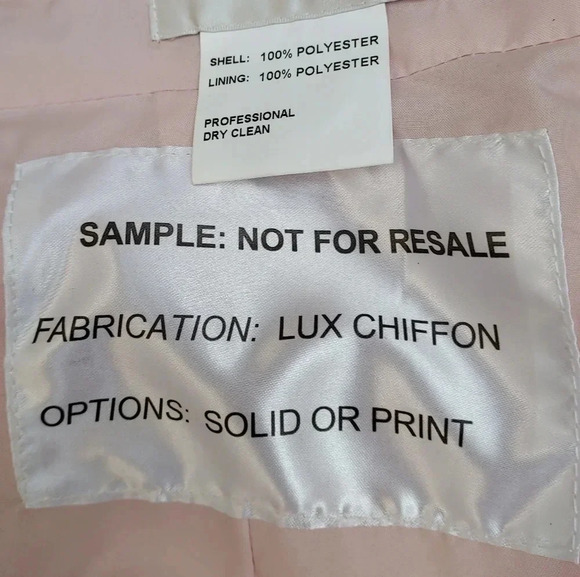 SHELL: 100% POLYESTER
LINING: 100% POLYESTER
PROFESSIONAL
DRY CLEAN
SAMPLE: NOT FOR RESALE
FABRICATION: LUX CHIFFON
OPTIONS: SOLID OR PRINT